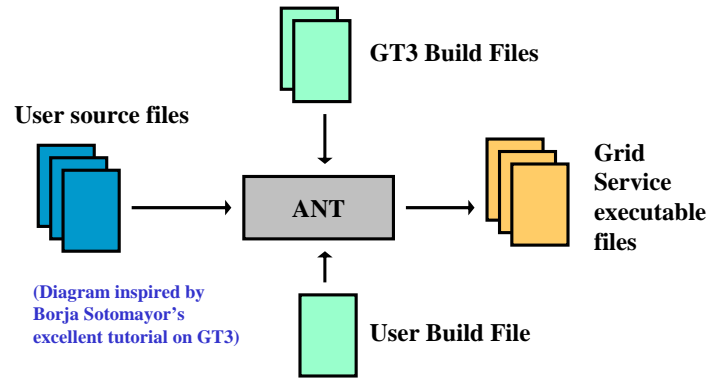 GT3 Build Files
User source files
Grid
Service
executable
files
ANT
(Diagram inspired by
Borja Sotomayor's
excellent tutorial on GT3)
User Build File